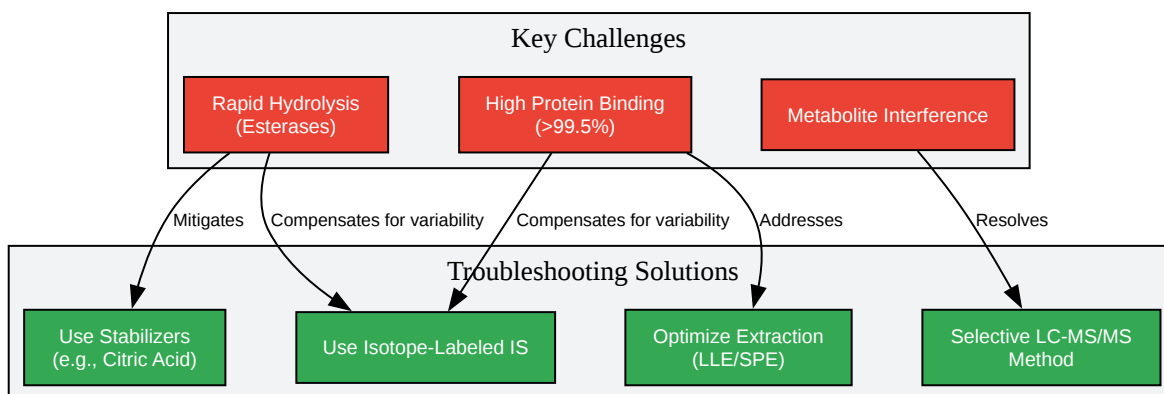 Key Challenges
Rapid Hydrolysis
(Esterases)
High Protein Binding
(>99.5%)
Metabolite Interference
Mitigates
Compensates for variability
Compensates for variability
Addresses
Resolves
Troubleshooting Solutions
Use Stabilizers
(e.g., Citric Acid)
Use Isotope-Labeled IS
Optimize Extraction
(LLE/SPE)
Selective LC-MS/MS
Method